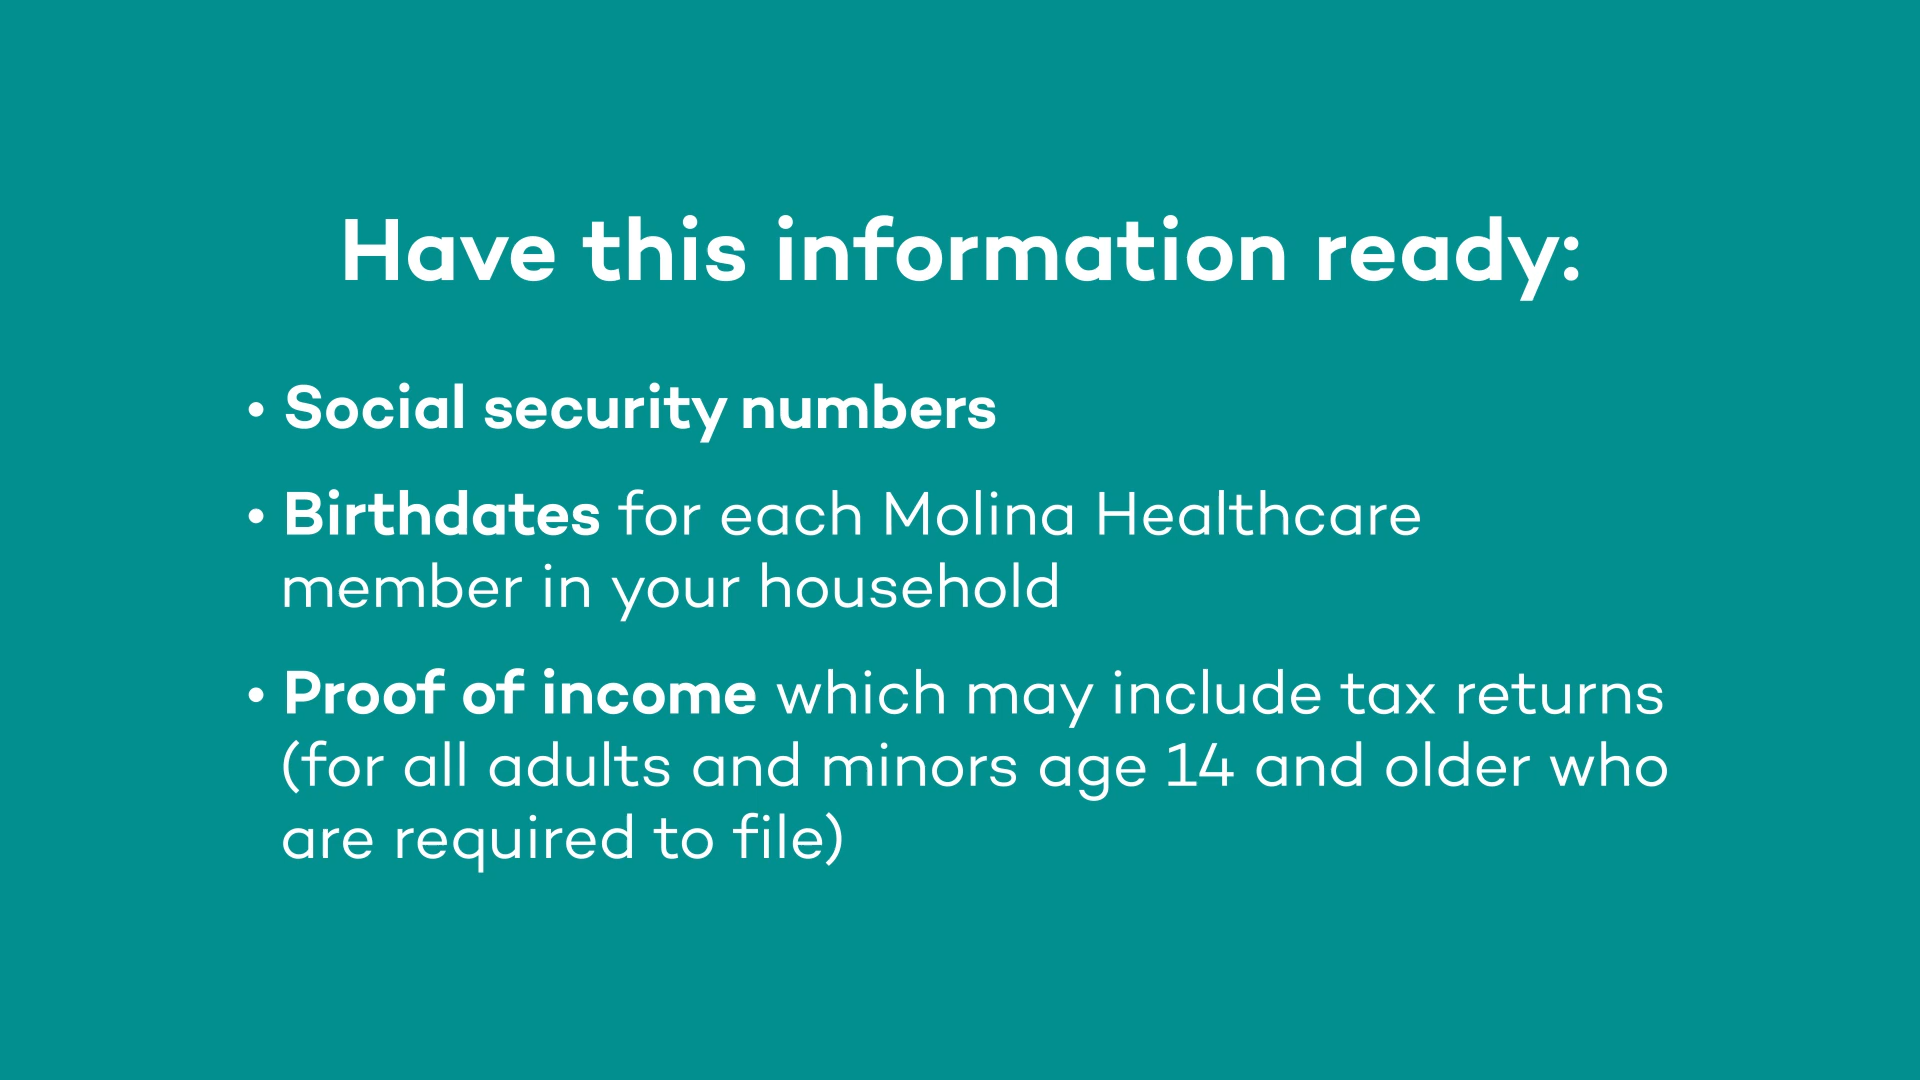 Have this information ready:
• Social security numbers
• Birthdates for each Molina Healthcare
member in your household
• Proof of income which may include tax returns
(for all adults and minors age 14 and older who
are required to file)